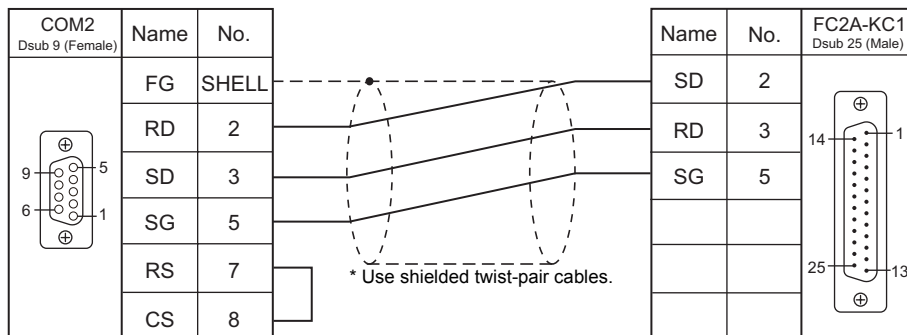 COM2
Dsub 9 (Female)
Name No.
FG SHELL
RD 2
SD 3
SG 5
RS 7
CS 8
9
5
6
1
* Use shielded twist-pair cables.
Name No.
SD 2
RD 3
SG 5
FC2A-KC1
Dsub 25 (Male)
14
1
25
13